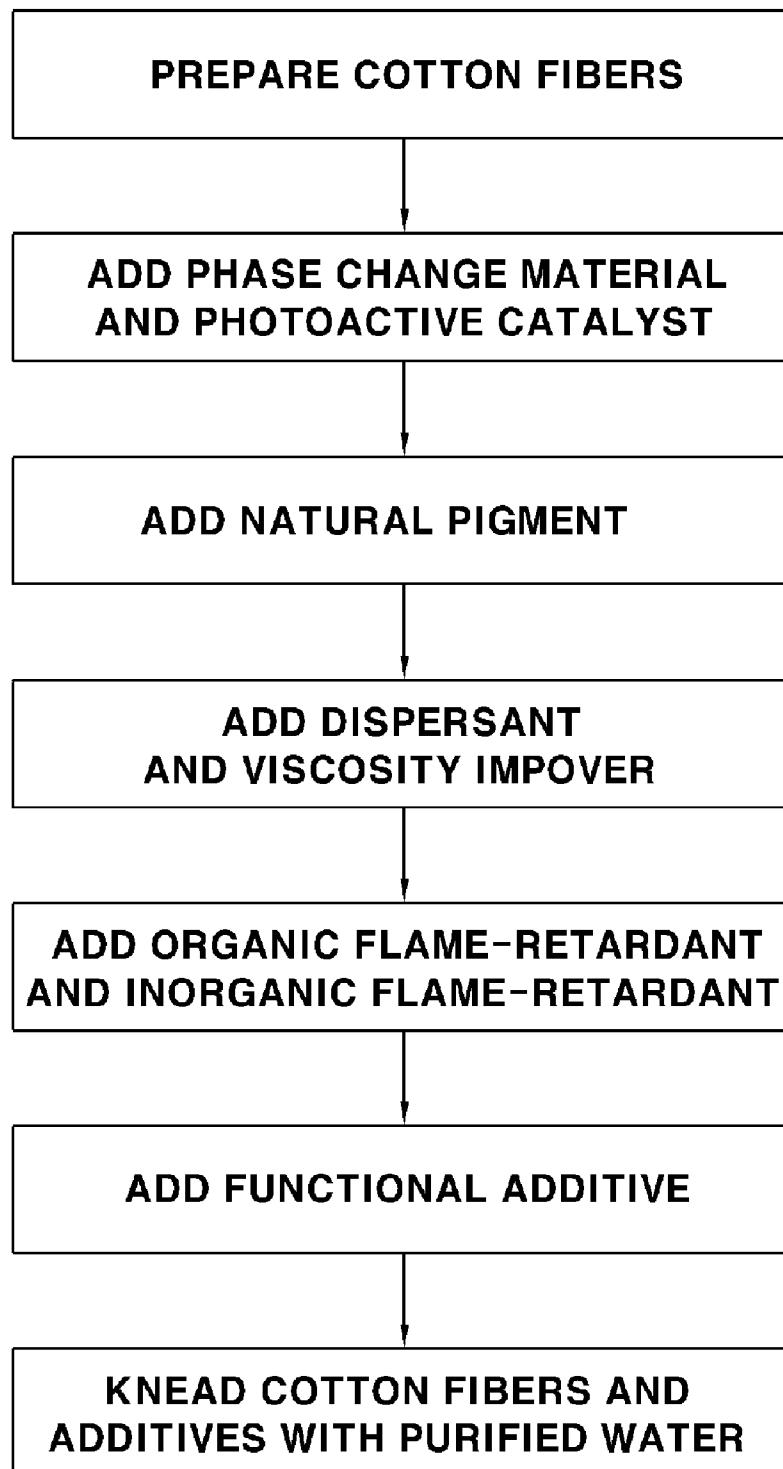 PREPARE COTTON FIBERS
ADD PHASE CHANGE MATERIAL
AND PHOTOACTIVE CATALYST
ADD NATURAL PIGMENT
ADD DISPERSANT
AND VISCOSITY IMPOVER
ADD ORGANIC FLAME-RETARDANT
AND INORGANIC FLAME-RETARDANT
ADD FUNCTIONAL ADDITIVE
KNEAD COTTON FIBERS AND
ADDITIVES WITH PURIFIED WATER